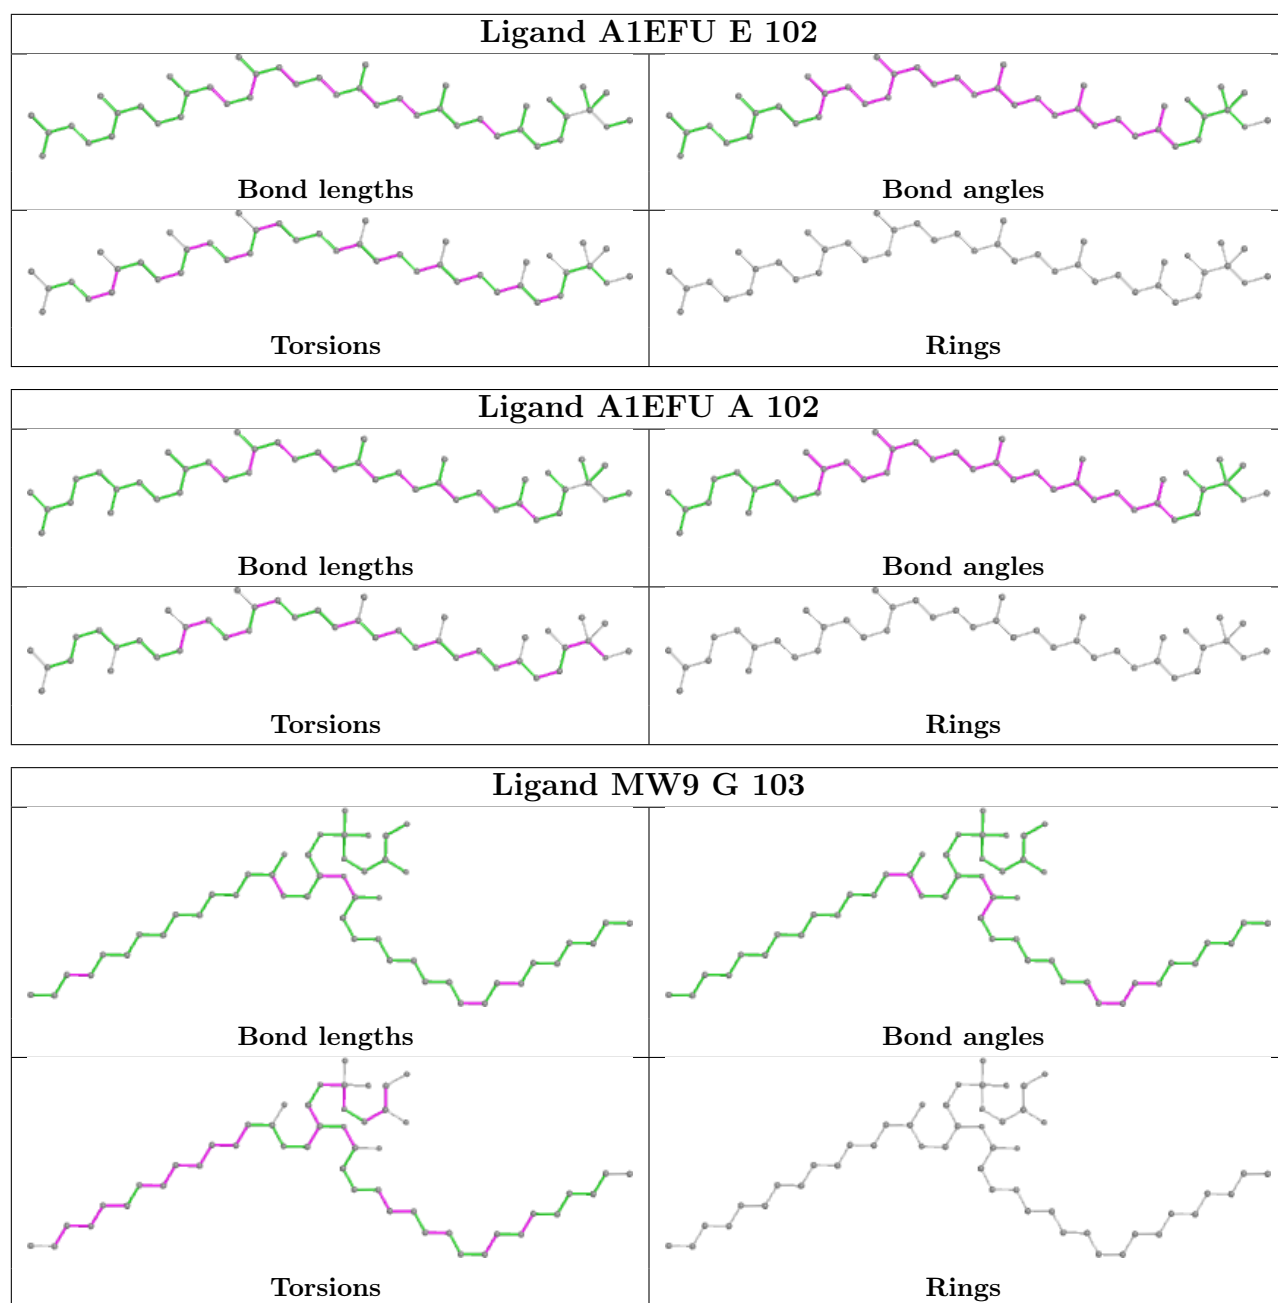 Ligand A1EFU E 102
Bond lengths
Bond angles
Torsions
Rings
Ligand A1EFU A 102
Bond lengths
Bond angles
Torsions
Rings
Ligand MW9 G 103
Bond lengths
Bond angles
Torsions
Rings